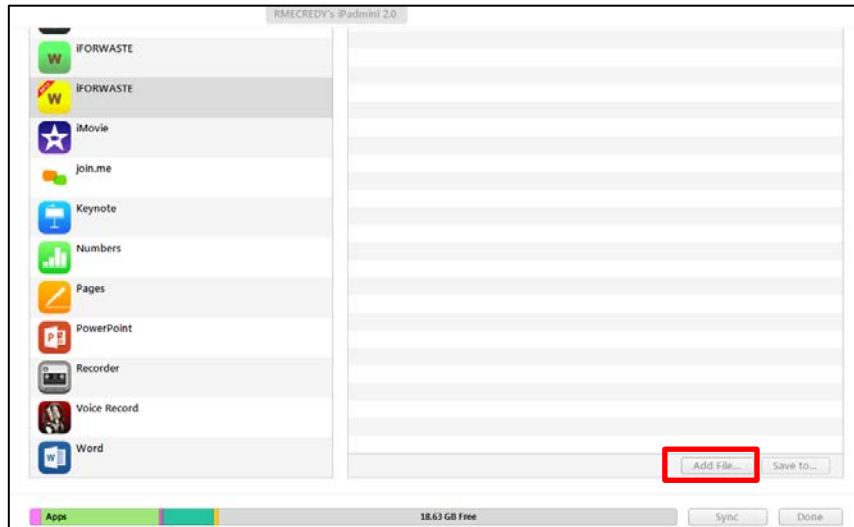 RMECREDY's iPadmini 2.0
iFORWASTE
iFORWASTE
iMovie
join.me
Keynote
Numbers
Pages
PowerPoint
Recorder
Voice Record
Word
Add File... Save to...
Apps 18.63 GB Free Sync Done